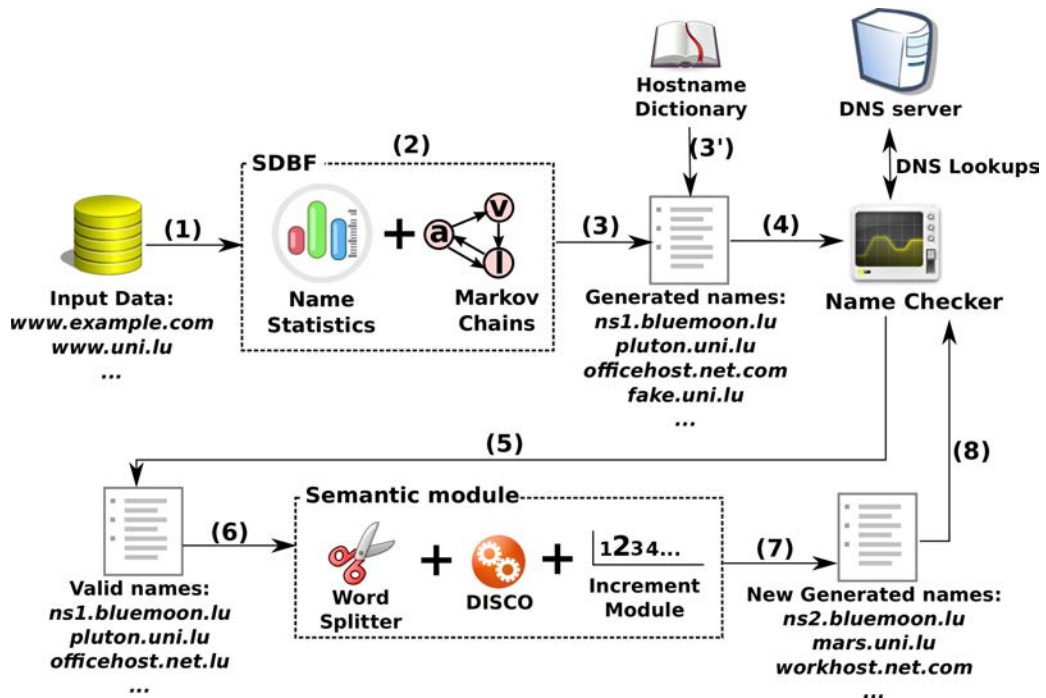 Hostname
Dictionary
DNS server
(3')
DNS Lookups
(2)
SDBF
v
a
l
(1)
(3)
(4)
Input Data:
www.example.com
www.uni.lu
...
Name
Statistics
Markov
Chains
Generated names:
ns1.bluemoon.lu
pluton.uni.lu
officehost.net.com
fake.uni.lu
...
Name Checker
(5)
(8)
Semantic module
(6)
1234...
(7)
Valid names:
ns1.bluemoon.lu
pluton.uni.lu
officehost.net.lu
...
Word
Splitter
DISCO
Increment
Module
New Generated names:
ns2.bluemoon.lu
mars.uni.lu
workhost.net.com
...